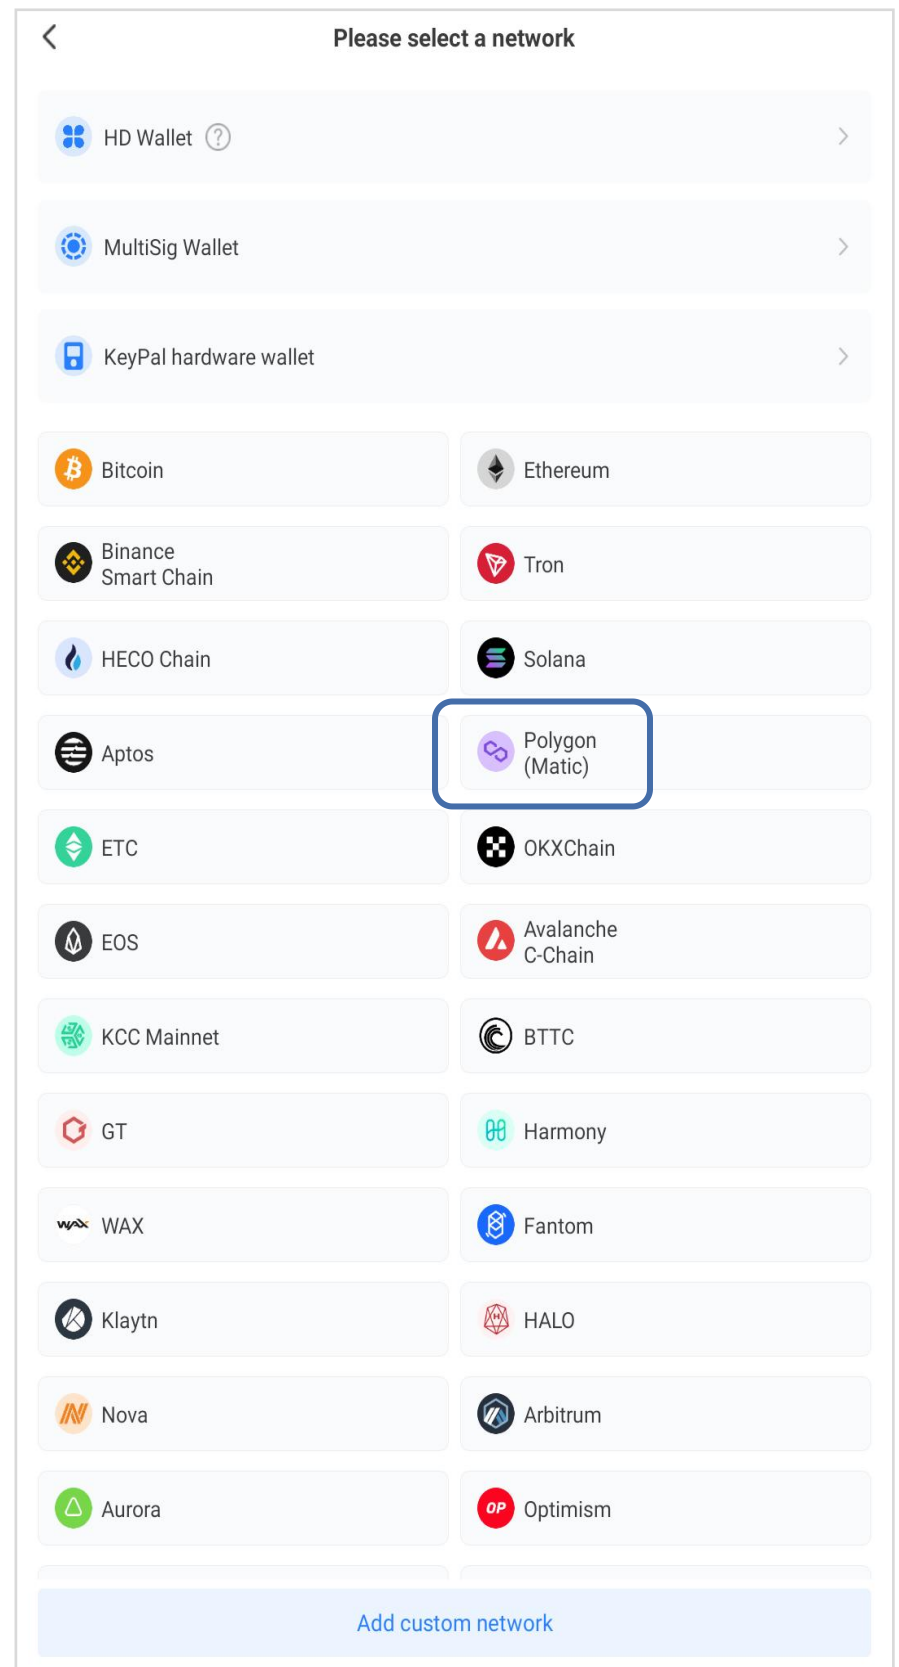 Please select a network
HD Wallet ?
MultiSig Wallet
KeyPal hardware wallet
Bitcoin
Ethereum
Binance
Smart Chain
Tron
HECO Chain
Solana
Aptos
Polygon
(Matic)
ETC
OKXChain
EOS
Avalanche
C-Chain
KCC Mainnet
BTTC
GT
Harmony
WAX WAX
Fantom
Klaytn
H HALO
Nova
Arbitrum
Aurora
OP Optimism
Add custom network